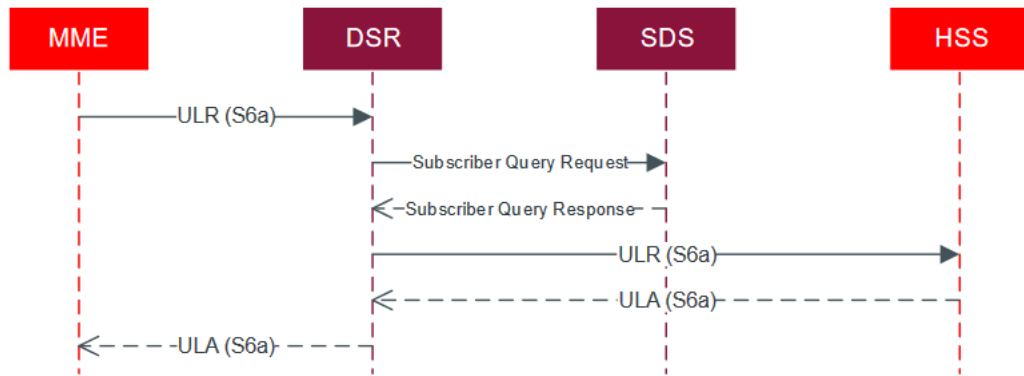 MME
DSR
SDS
HSS
ULR (S6a)
Subscriber Query Request
Subscriber Query Response
ULR (S6a)
ULA (S6a)
ULA (S6a)